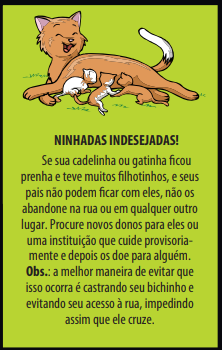 NINHADAS INDESEJADAS!
Se sua cadelinha ou gatinha ficou
prenha e teve muitos filhotinhos, e seus
pais não podem ficar com eles, não os
abandone na rua ou em qualquer outro
lugar. Procure novos donos para eles ou
uma instituição que cuide provisoria-
mente e depois os doe para alguém.
Obs.: a melhor maneira de evitar que
isso ocorra é castrando seu bichinho e
evitando seu acesso à rua, impedindo
assim que ele cruze.